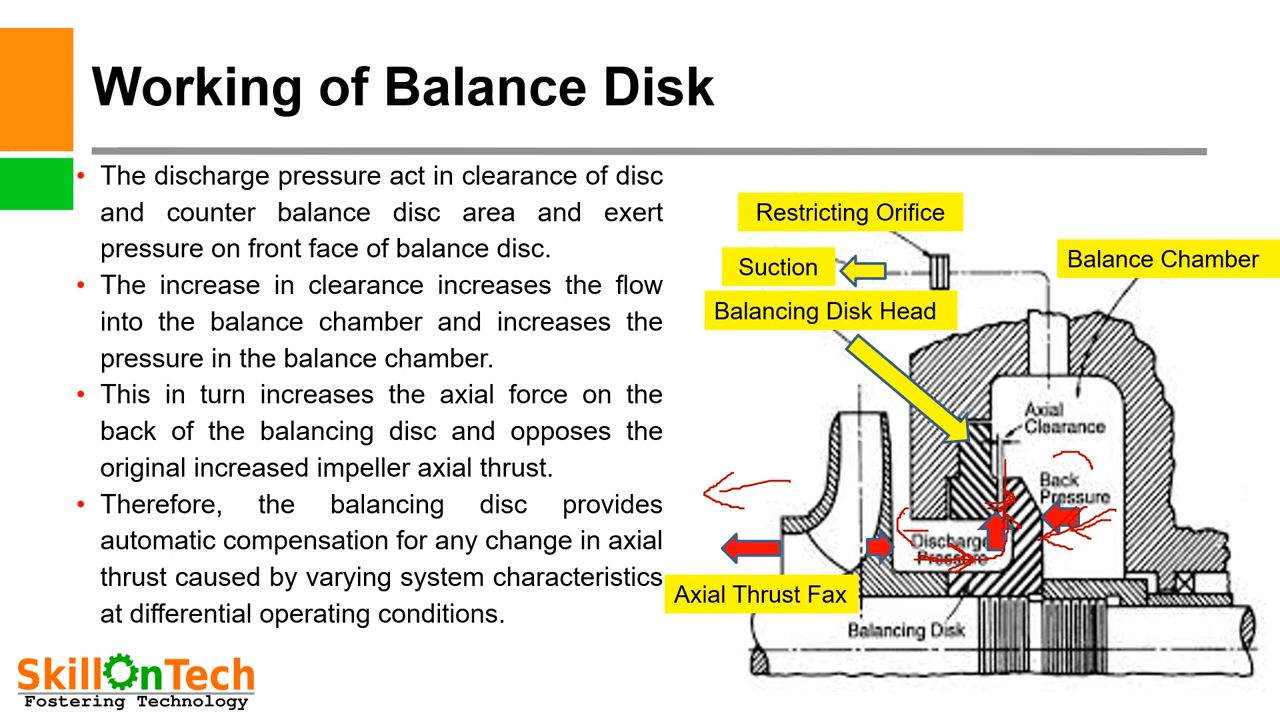 Working of Balance Disk
• The discharge pressure act in clearance of disc
and counter balance disc area and exert
pressure on front face of balance disc.
• The increase in clearance increases the flow
into the balance chamber and increases the
pressure in the balance chamber.
• This in turn increases the axial force on the
back of the balancing disc and opposes the
original increased impeller axial thrust.
• Therefore, the balancing disc provides
automatic compensation for any change in axial
thrust caused by varying system characteristics
at differential operating conditions.
Restricting Orifice
Suction
Balance Chamber
Balancing Disk Head
Axial
Clearance
Back
Pressure
Discharge
Pressure
Axial Thrust Fax
Balancing Disk
SkillOnTech
Fostering Technology